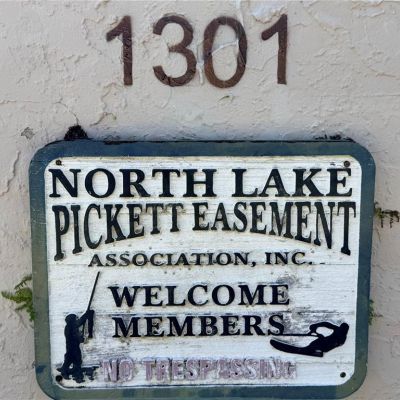 1301
NORTH LAKE
PICKETT EASEMENT
ASSOCIATION, INC.
WELCOME
MEMBERS
NO TRESPASSING